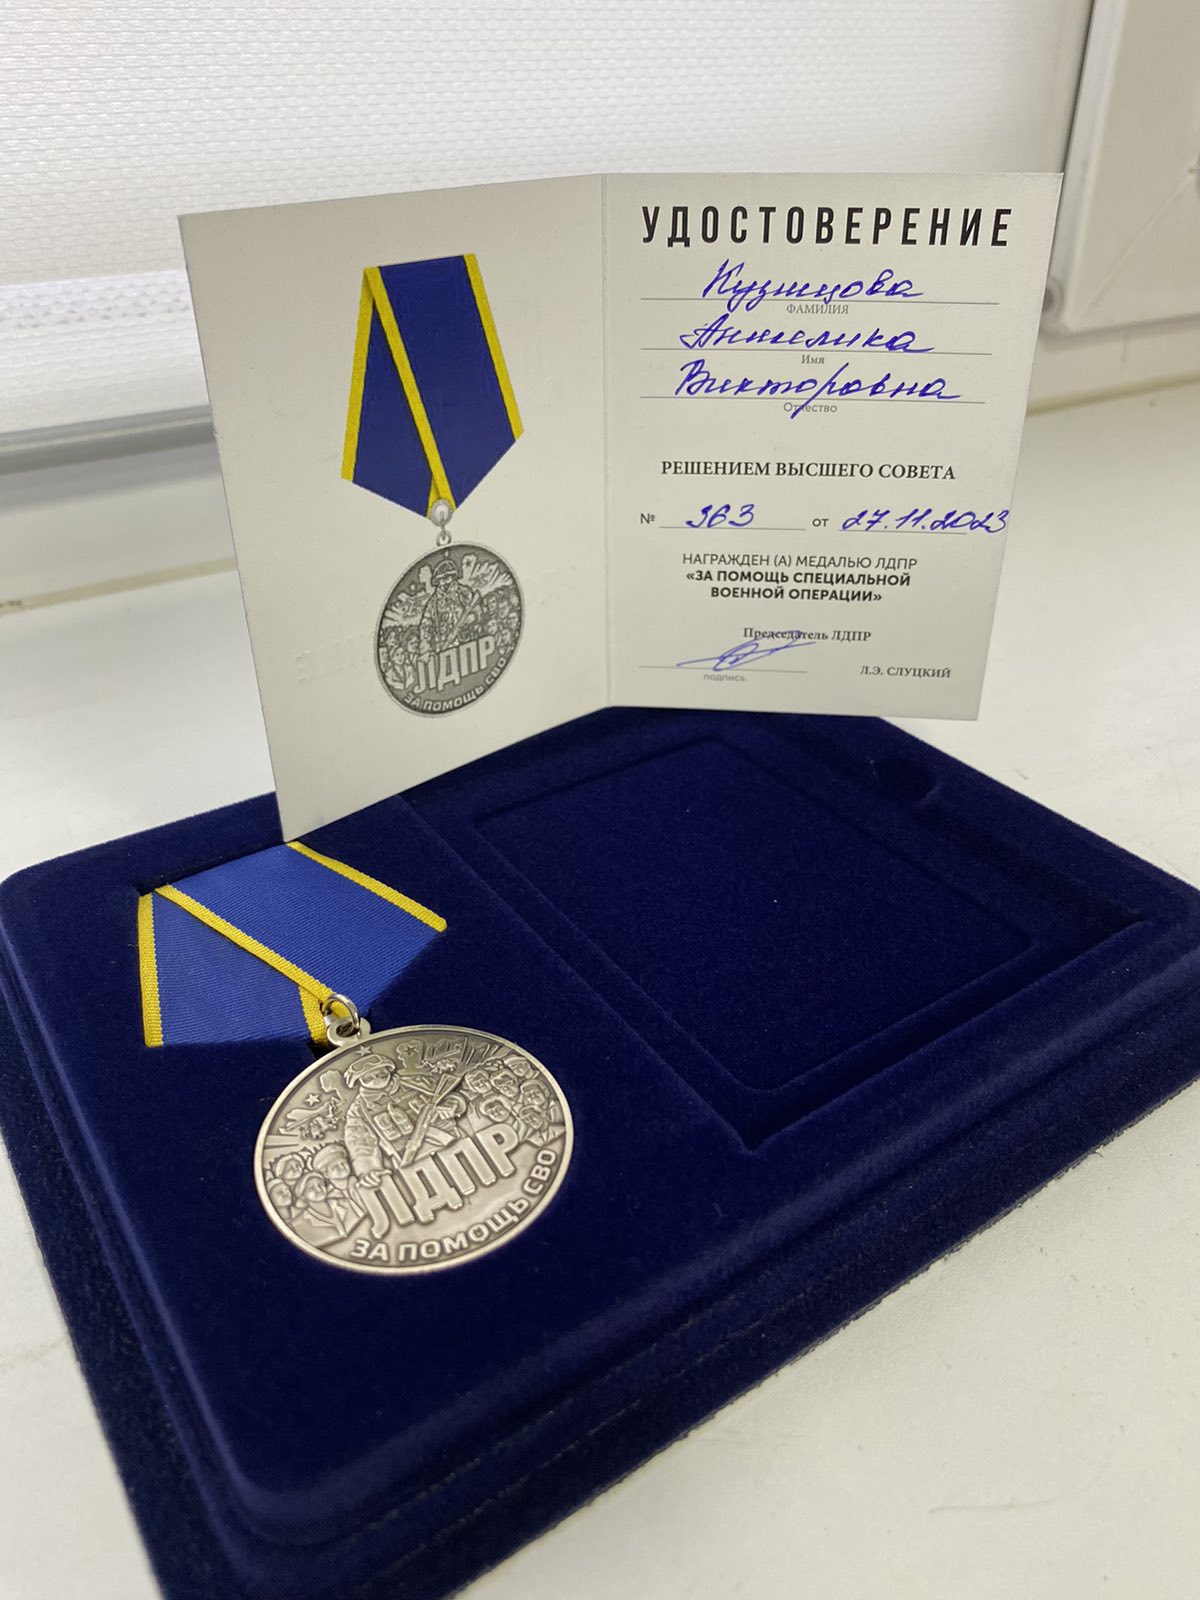 УДОСТОВЕРЕНИЕ
Кузнецова
ФАМИЛИЯ
Анжелика
Имя
Викторовна
Отчество
РЕШЕНИЕМ ВЫСШЕГО СОВЕТА
№ 363 от 27.11.2023
НАГРАЖДЕН (А) МЕДАЛЬЮ ЛДПР
«ЗА ПОМОЩЬ СПЕЦИАЛЬНОЙ
ВОЕННОЙ ОПЕРАЦИИ»
Председатель ЛДПР
Л.Э. СЛУЦКИЙ
подпись
ЛДПР
ЗА ПОМОЩЬ СВО
ЛДПР
ЗА ПОМОЩЬ СВО